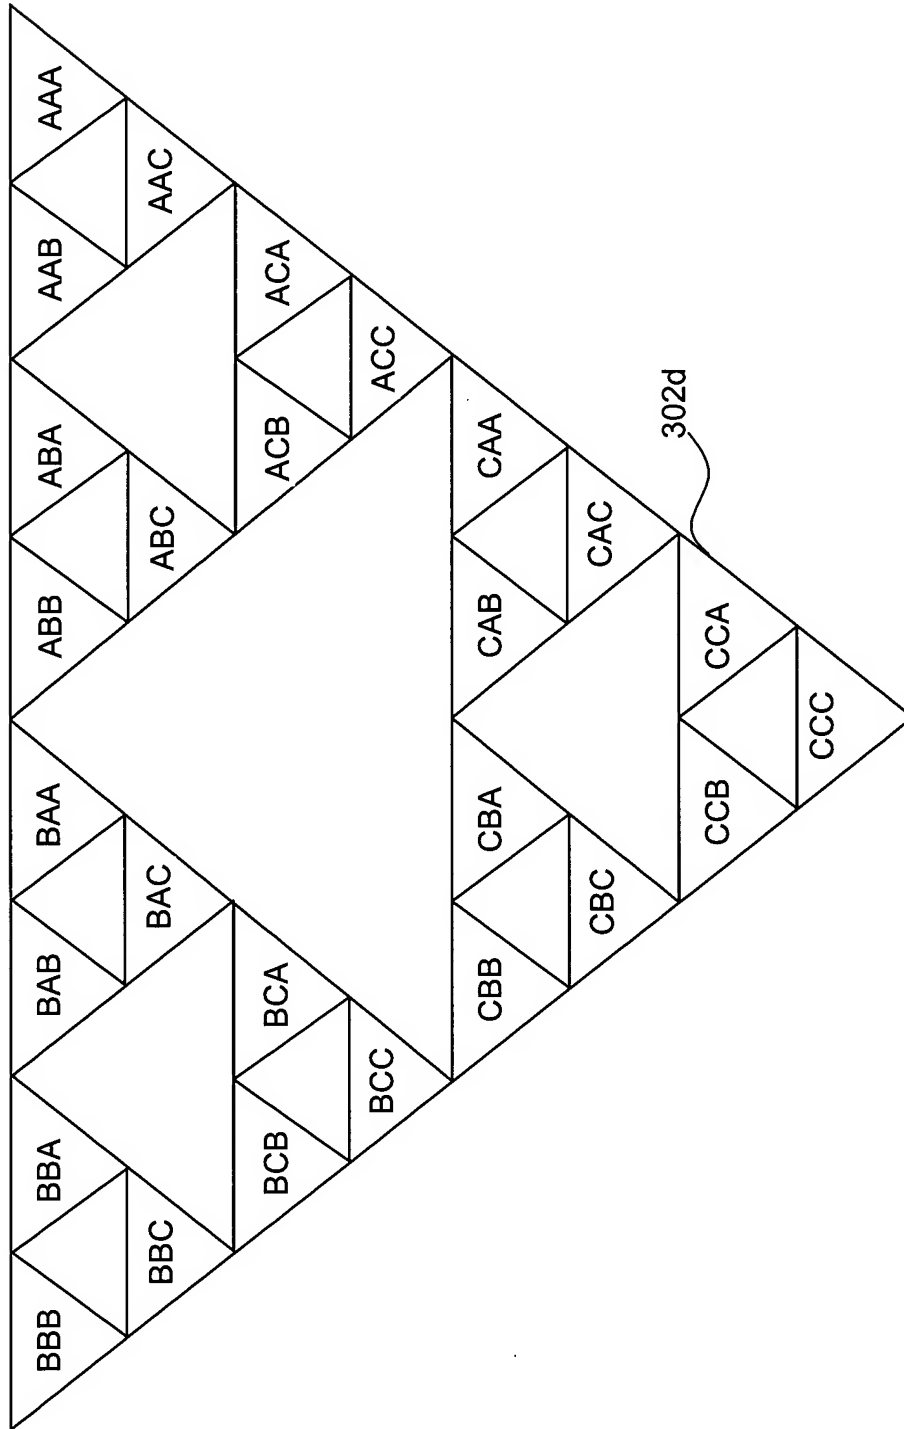 BBB BBA BAB BAA ABB ABA AAB AAA
BBC BAC ABC AAC
BCB BCA ACB ACA
BCC ACC
CBB CBA CAB CAA
CBC CAC
302d
CCB CCA
CCC